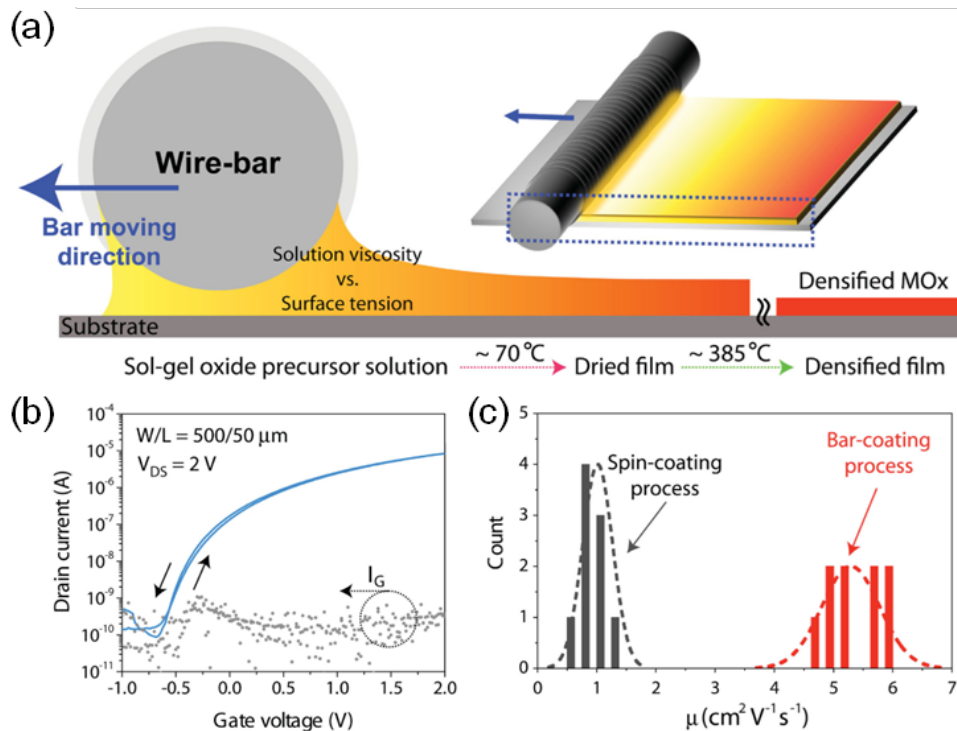 (a)
Wire-bar
Bar moving
direction
Solution viscosity
vs.
Surface tension
Densified MOx
Substrate
Sol-gel oxide precursor solution ~ 70 °C Dried film ~ 385 °C Densified film
(b)
10⁻⁴
10⁻⁵
10⁻⁶
10⁻⁷
10⁻⁸
10⁻⁹
10⁻¹⁰
10⁻¹¹
Drain current (A)
W/L = 500/50 μm
V_DS = 2 V
I_G
-1.0 -0.5 0.0 0.5 1.0 1.5 2.0
Gate voltage (V)
(c)
5
4
3
2
1
0
Count
Spin-coating
process
Bar-coating
process
0 1 2 3 4 5 6 7
μ (cm² V⁻¹s⁻¹)